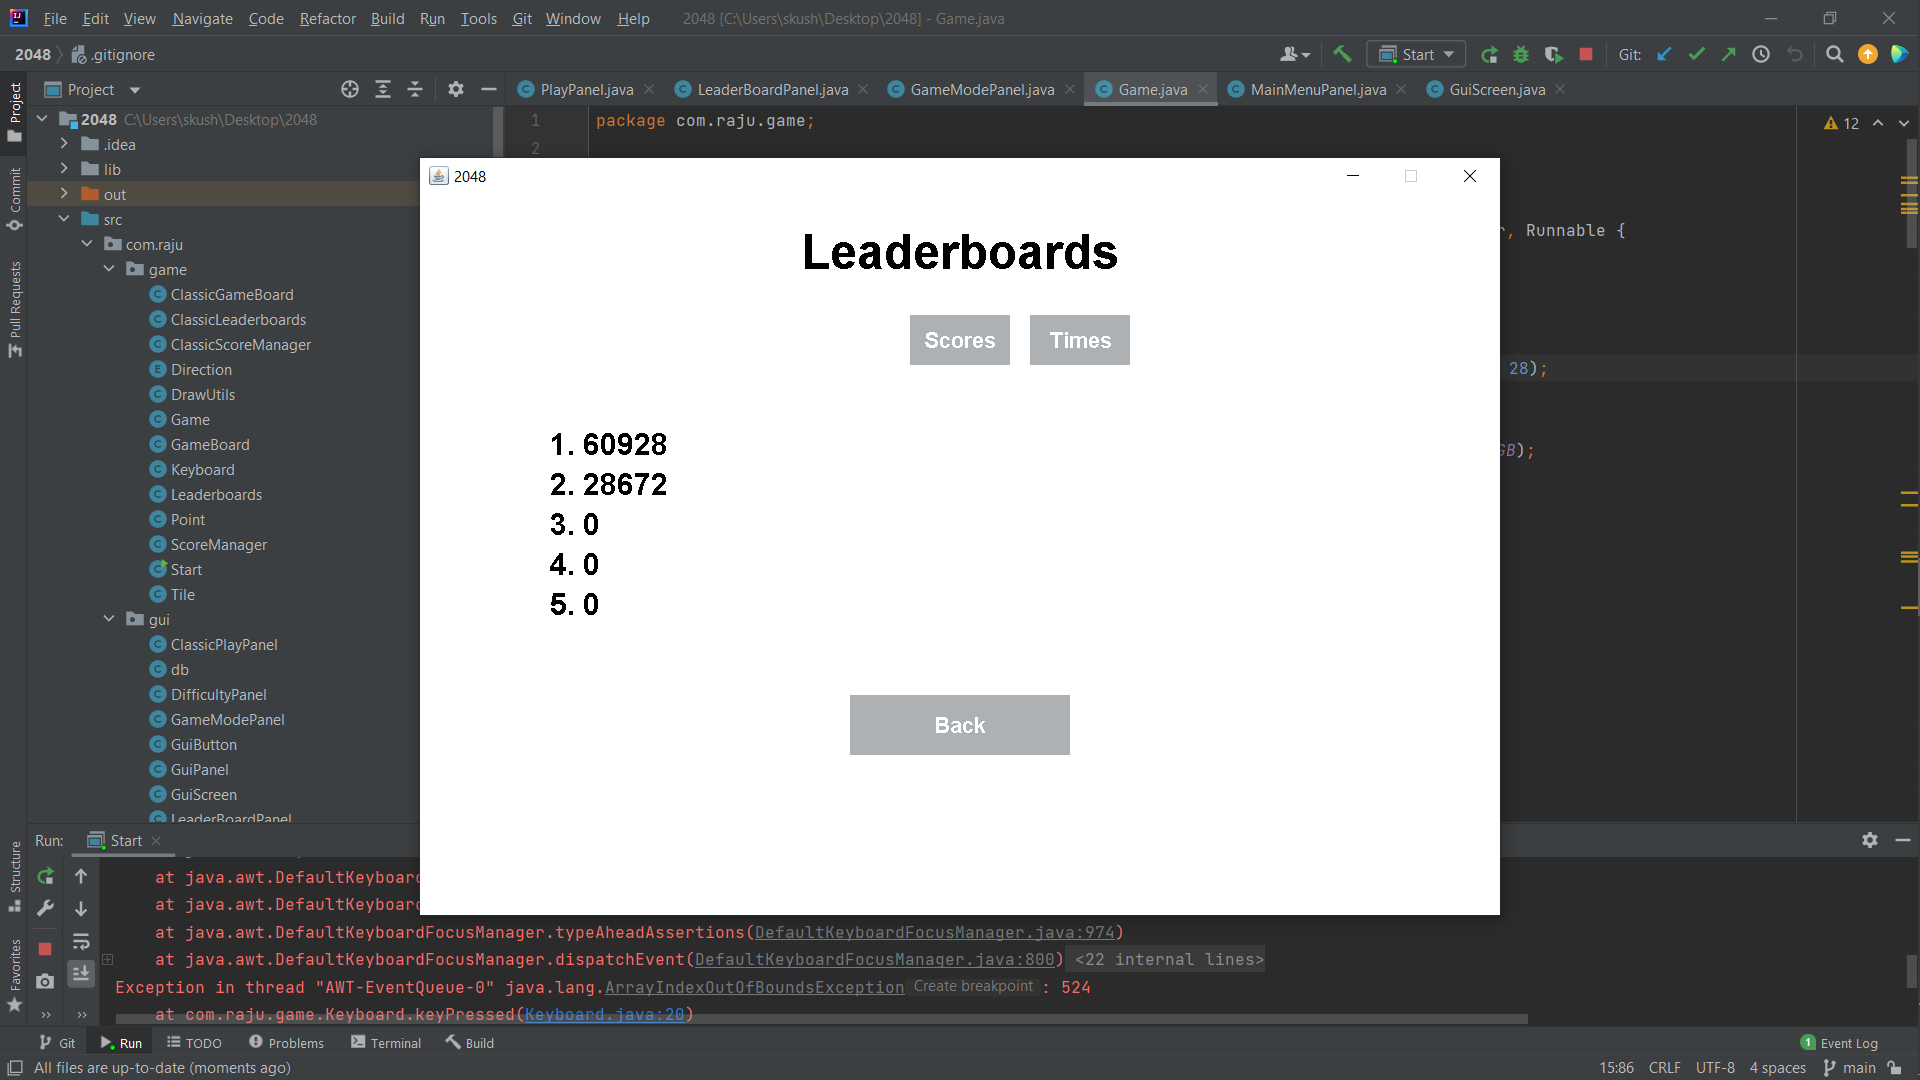 File Edit View Navigate Code Refactor Build Run Tools Git Window Help 2048 [C:\Users\skush\Desktop\2048] - Game.java
2048 .gitignore Start Git:
Project PlayPanel.java LeaderBoardPanel.java GameModePanel.java Game.java MainMenuPanel.java GuiScreen.java
Project
Commit
Pull Requests
Structure
Favorites
2048 C:\Users\skush\Desktop\2048
.idea
lib
out
src
com.raju
game
ClassicGameBoard
ClassicLeaderboards
ClassicScoreManager
Direction
DrawUtils
Game
GameBoard
Keyboard
Leaderboards
Point
ScoreManager
Start
Tile
gui
ClassicPlayPanel
db
DifficultyPanel
GameModePanel
GuiButton
GuiPanel
GuiScreen
LeaderBoardPanel
1 package com.raju.game; 12
2
, Runnable {
28);
GB);
2048
Leaderboards
Scores Times
1. 60928
2. 28672
3. 0
4. 0
5. 0
Back
Run: Start
at java.awt.DefaultKeyboard
at java.awt.DefaultKeyboard
at java.awt.DefaultKeyboardFocusManager.typeAheadAssertions(DefaultKeyboardFocusManager.java:974)
at java.awt.DefaultKeyboardFocusManager.dispatchEvent(DefaultKeyboardFocusManager.java:800) <22 internal lines>
Exception in thread "AWT-EventQueue-0" java.lang.ArrayIndexOutOfBoundsException Create breakpoint : 524
at com.raju.game.Keyboard.keyPressed(Keyboard.java:20)
Git Run TODO Problems Terminal Build 1 Event Log
All files are up-to-date (moments ago) 15:86 CRLF UTF-8 4 spaces main